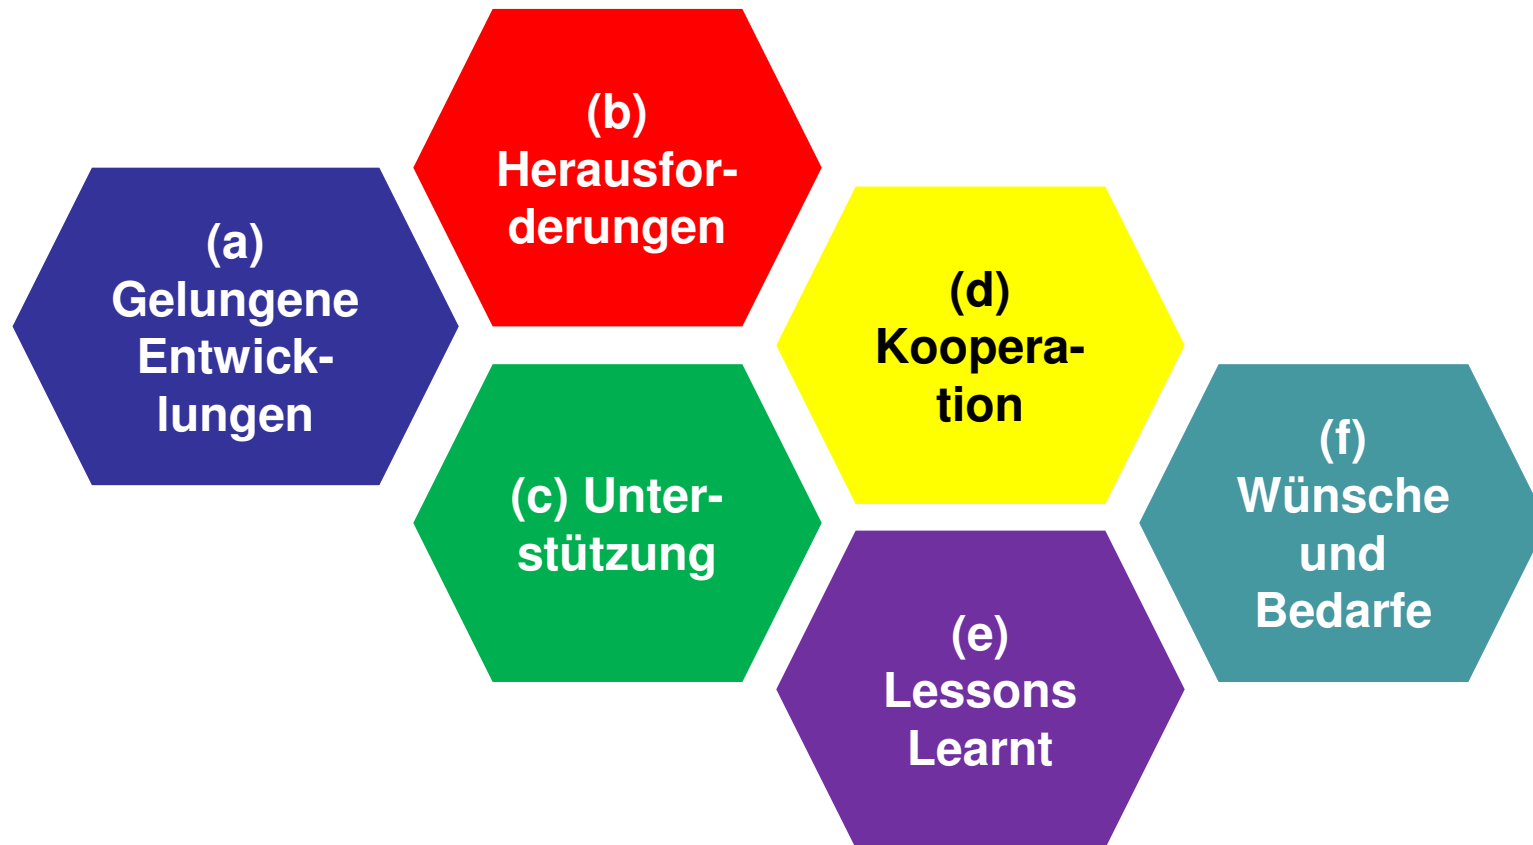 (a)
Gelungene
Entwick-
lungen
(b)
Herausfor-
derungen
(c) Unter-
stützung
(d)
Koopera-
tion
(e)
Lessons
Learnt
(f)
Wünsche
und
Bedarfe